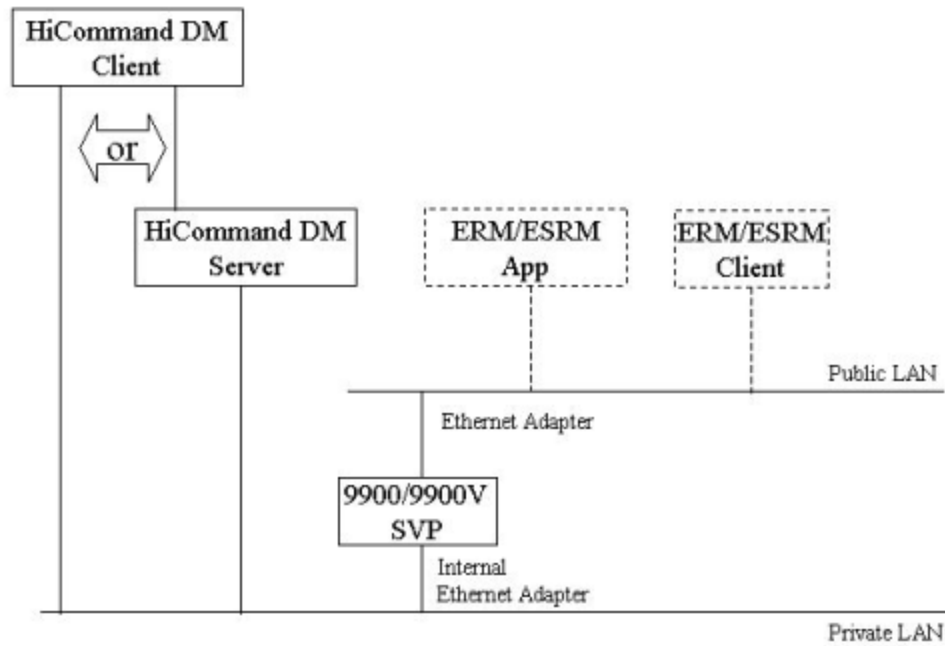 HiCommand DM
Client
or
HiCommand DM
Server
ERM/ESRM
App
ERM/ESRM
Client
Public LAN
Ethernet Adapter
9900/9900V
SVP
Internal
Ethernet Adapter
Private LAN